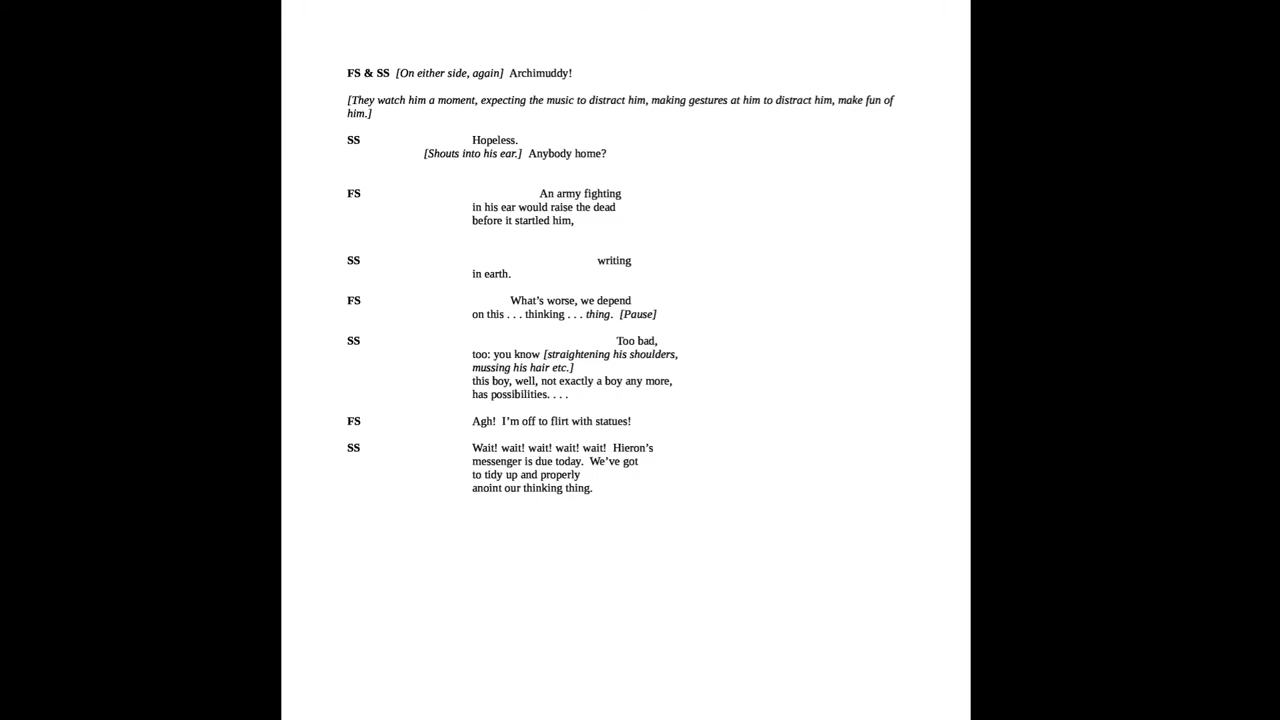 FS & SS [On either side, again] Archimuddy!
[They watch him a moment, expecting the music to distract him, making gestures at him to distract him, make fun of
him.]
SS Hopeless.
[Shouts into his ear.] Anybody home?
FS An army fighting
in his ear would raise the dead
before it startled him,
SS writing
in earth.
FS What’s worse, we depend
on this . . . thinking . . . thing. [Pause]
SS Too bad,
too: you know [straightening his shoulders,
mussing his hair etc.]
this boy, well, not exactly a boy any more,
has possibilities. . . .
FS Agh! I’m off to flirt with statues!
SS Wait! wait! wait! wait! wait! Hieron’s
messenger is due today. We’ve got
to tidy up and properly
anoint our thinking thing.